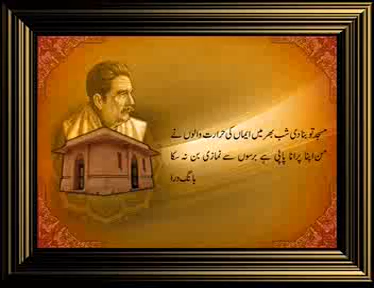 مسجد تو بنا دی شب بھر میں ایماں کی حرارت والوں نے
من اپنا پرانا پاپی ہے برسوں سے نمازی بن نہ سکا
بانگ درا